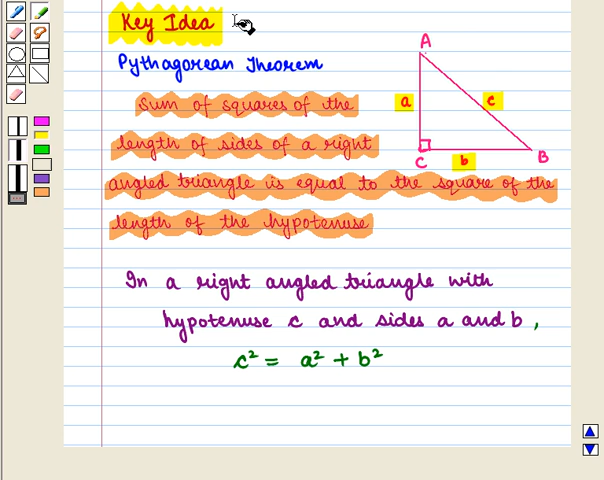 Key Idea
Pythagorean Theorem
Sum of squares of the
length of sides of a right
angled triangle is equal to the square of the
length of the hypotenuse
A
a
c
C
b
B
In a right angled triangle with
hypotenuse c and sides a and b,
c² = a² + b²